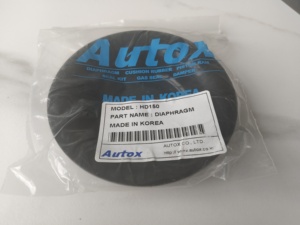 Autox
MADE IN KOREA
MODEL : HD150
PART NAME : DIAPHRAGM
MADE IN KOREA
Autox
AUTOX CO., LTD